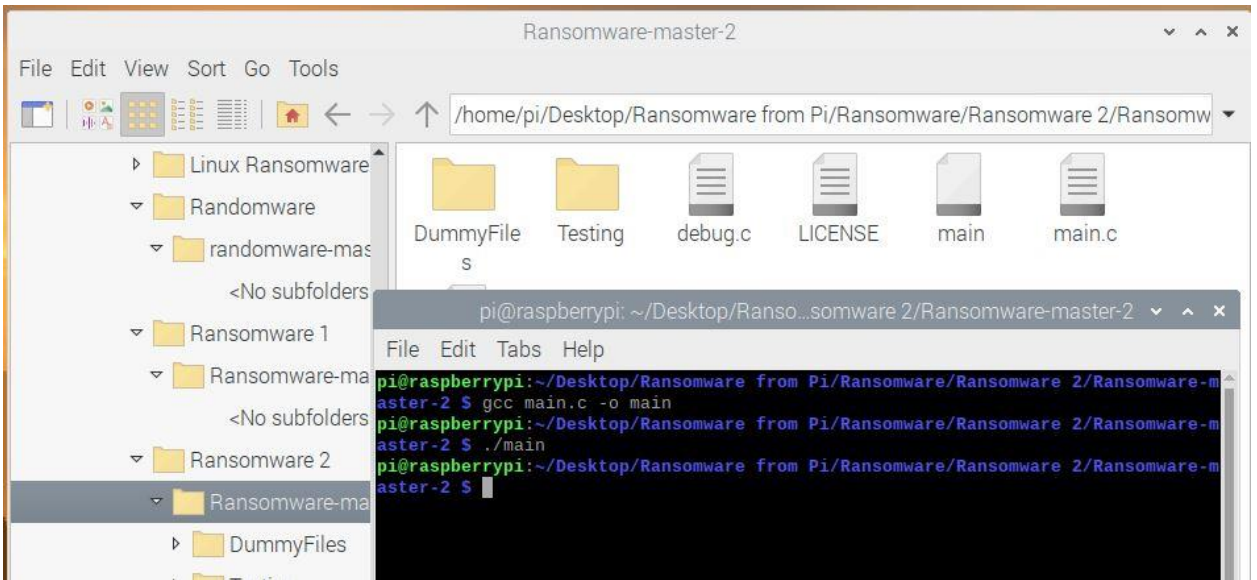 Ransomware-master-2
File Edit View Sort Go Tools
/home/pi/Desktop/Ransomware from Pi/Ransomware/Ransomware 2/Ransomw
Linux Ransomware
Randomware
randomware-mas
<No subfolders
Ransomware 1
Ransomware-ma
<No subfolders
Ransomware 2
Ransomware-ma
DummyFiles
DummyFile
s
Testing
debug.c
LICENSE
main
main.c
pi@raspberrypi: ~/Desktop/Ranso...somware 2/Ransomware-master-2
File Edit Tabs Help
pi@raspberrypi:~/Desktop/Ransomware from Pi/Ransomware/Ransomware 2/Ransomware-m
aster-2 $ gcc main.c -o main
pi@raspberrypi:~/Desktop/Ransomware from Pi/Ransomware/Ransomware 2/Ransomware-m
aster-2 $ ./main
pi@raspberrypi:~/Desktop/Ransomware from Pi/Ransomware/Ransomware 2/Ransomware-m
aster-2 $